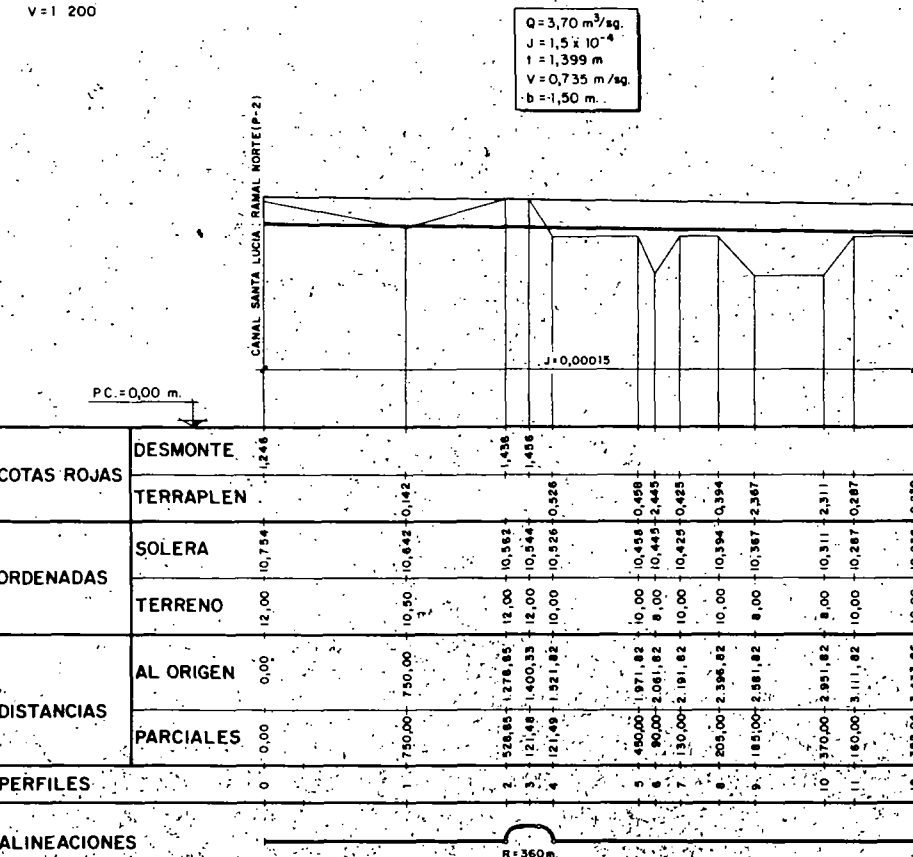 V=1 200
Q=3,70 m³/sg.
J=1,5 x 10⁻⁴
t=1,399 m
V=0,735 m/sg.
b=1,50 m.
CANAL SANTA LUCIA RAMAL NORTE(P-2)
J=0,00015
P.C.=0,00 m.
COTAS ROJAS
DESMONTE 1,246 1,438 1,456
TERRAPLEN 0,142 0,526 0,458 2,445 0,425 0,394 2,367 2,311 0,287
ORDENADAS
SOLERA 10,754 10,642 10,562 10,544 10,526 10,458 10,445 10,425 10,394 10,367 10,311 10,287
TERRENO 12,00 10,50 12,00 12,00 10,00 10,00 8,00 10,00 10,00 8,00 8,00 10,00
DISTANCIAS
AL ORIGEN 0,00 750,00 1.278,85 1.400,33 1.521,82 1.971,82 2.061,82 2.191,82 2.396,82 2.581,82 2.951,82 3.111,82
PARCIALES 0,00 750,00 528,85 121,48 121,49 450,00 90,00 130,00 205,00 185,00 370,00 160,00
PERFILES 0 1 2 3 4 5 6 7 8 9 10 11
ALINEACIONES
R=360m.